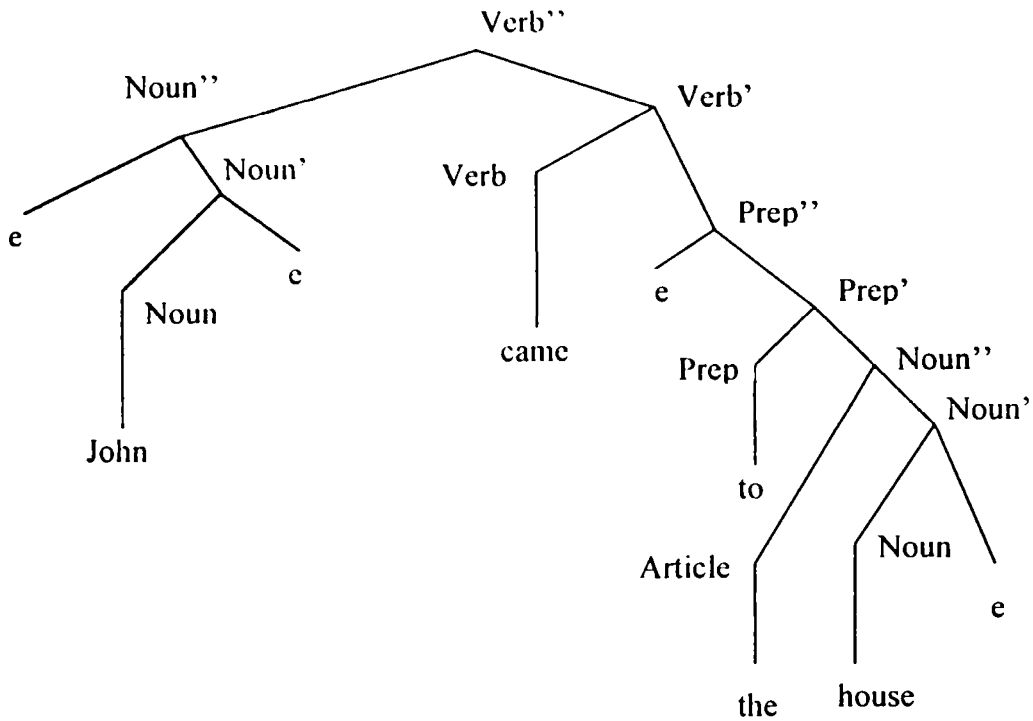 Verb''
Noun''
Verb'
Noun'
Verb
Prep''
e
e
e
Prep'
Noun
came
Prep
Noun''
Noun'
John
to
Article
Noun
e
the
house